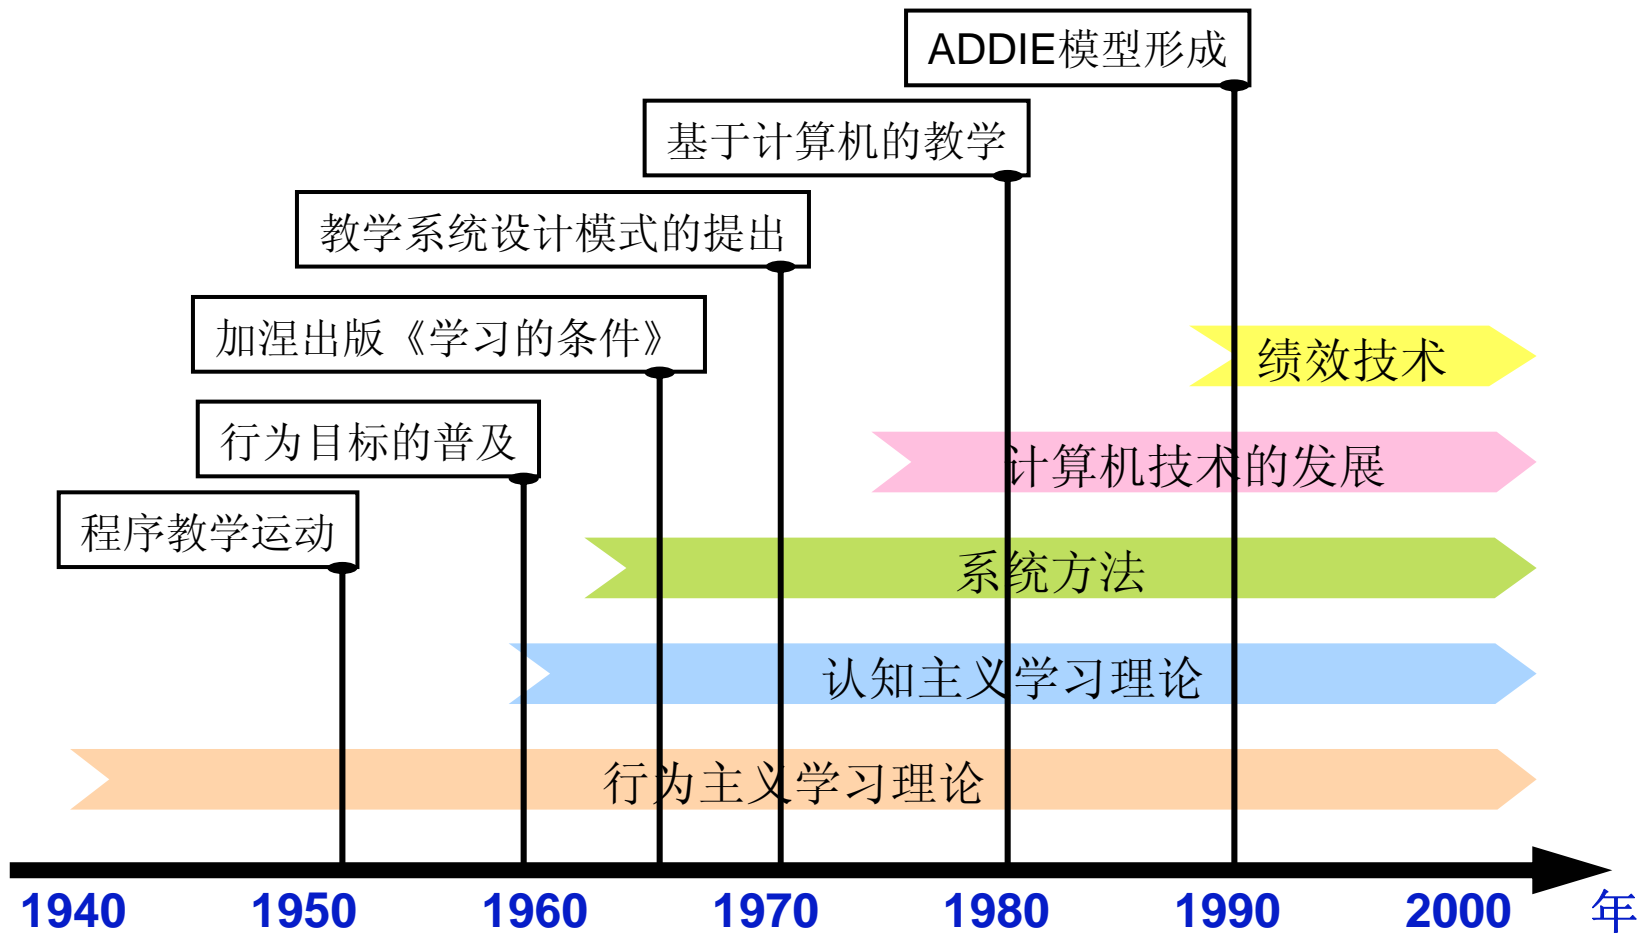 ADDIE模型形成
基于计算机的教学
教学系统设计模式的提出
加涅出版《学习的条件》
绩效技术
行为目标的普及
计算机技术的发展
程序教学运动
系统方法
认知主义学习理论
行为主义学习理论
1940 1950 1960 1970 1980 1990 2000 年